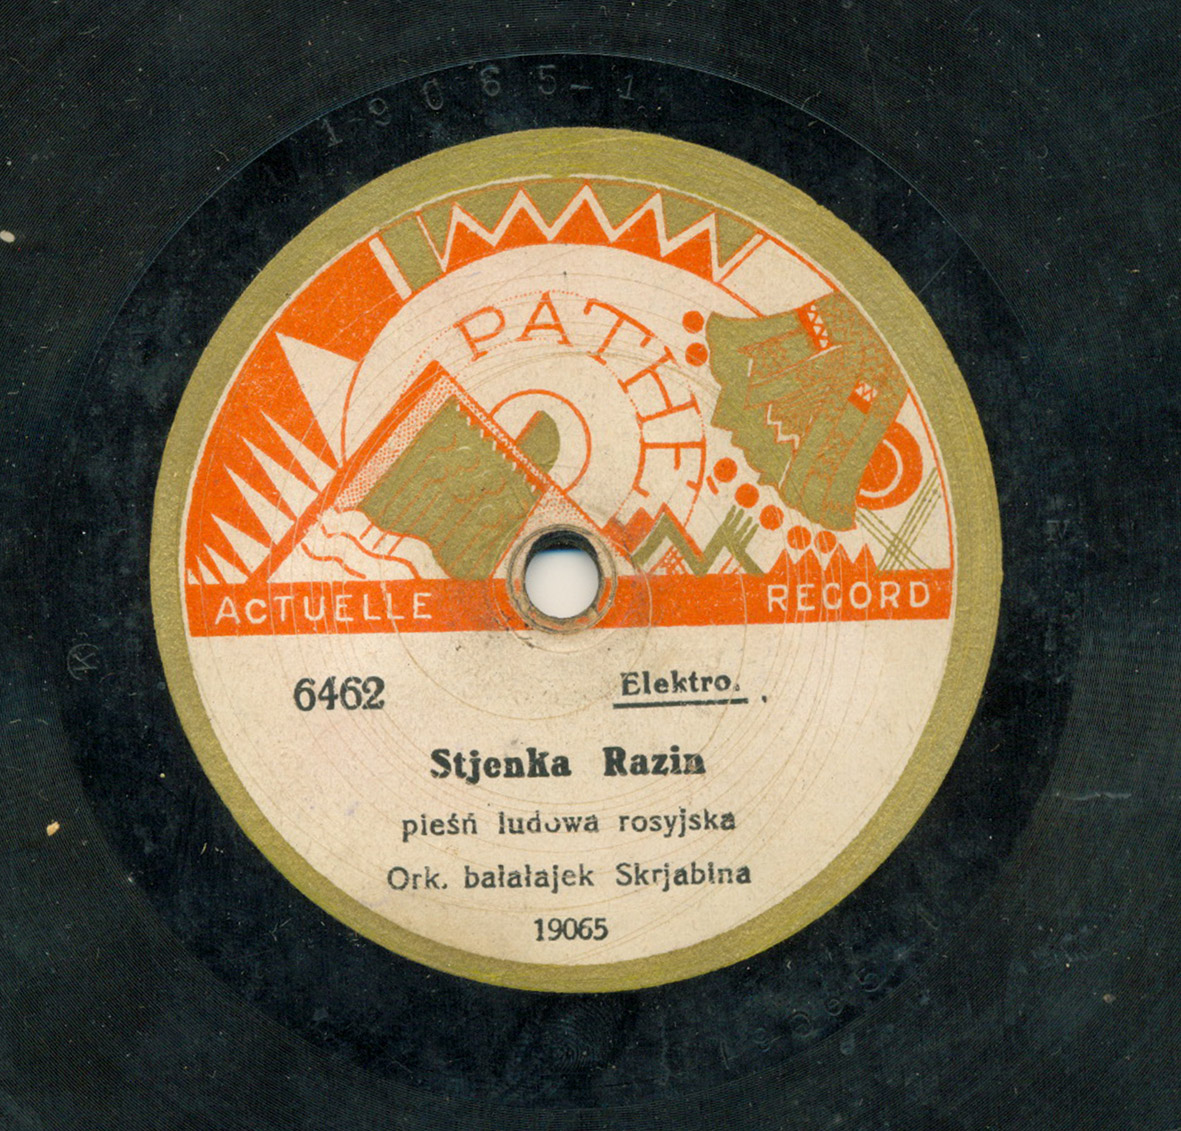 19065-1
PATHÉ
ACTUELLE RECORD
6462 Elektro.
Stjenka Razin
pieśń ludowa rosyjska
Ork. bałałajek Skrjabina
19065
K